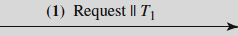 (1) Request || T₁